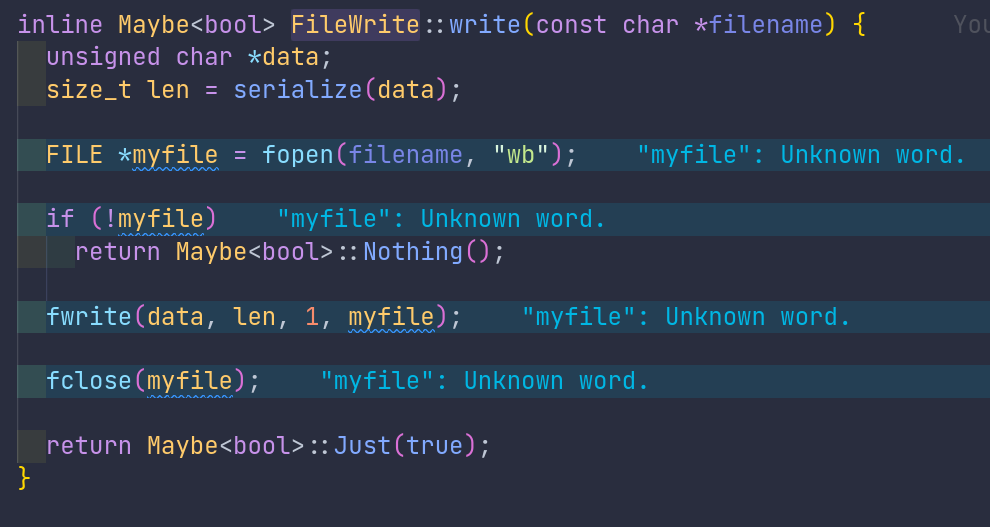 inline Maybe<bool> FileWrite::write(const char *filename) { You
unsigned char *data;
size_t len = serialize(data);
FILE *myfile = fopen(filename, "wb"); "myfile": Unknown word.
if (!myfile) "myfile": Unknown word.
return Maybe<bool>::Nothing();
fwrite(data, len, 1, myfile); "myfile": Unknown word.
fclose(myfile); "myfile": Unknown word.
return Maybe<bool>::Just(true);
}